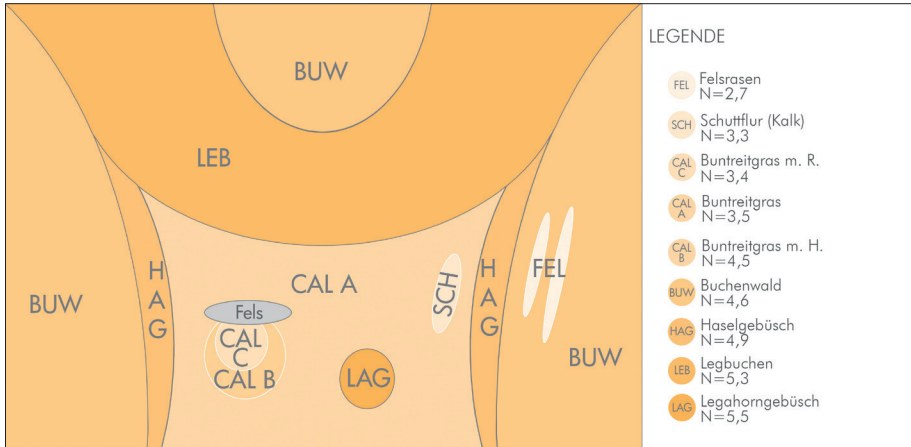 BUW
LEB
HAG
BUW
CAL A
SCH
HAG
FEL
BUW
Fels
CAL
C
CAL B
LAG
LEGENDE
FEL
Felsrasen
N=2,7
SCH
Schuttflur (Kalk)
N=3,3
CAL
C
Buntreitgras m. R.
N=3,4
CAL
A
Buntreitgras
N=3,5
CAL
B
Buntreitgras m. H.
N=4,5
BUW
Buchenwald
N=4,6
HAG
Haselgebüsch
N=4,9
LEB
Legbuchen
N=5,3
LAG
Legahorngebüsch
N=5,5